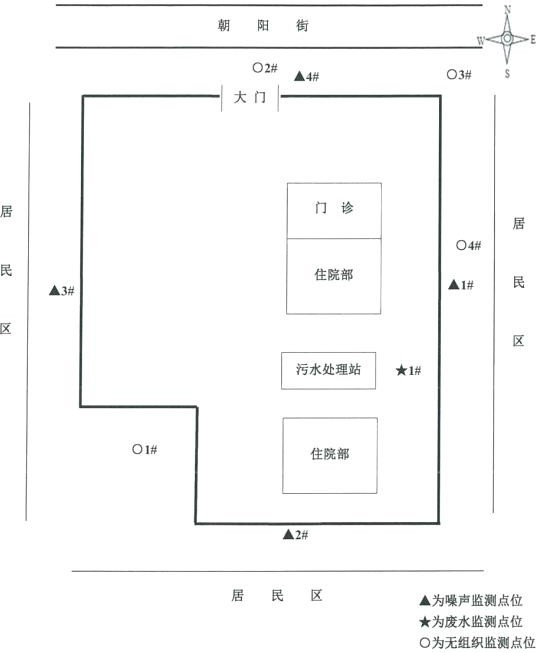 朝阳街
N
W E
S
○2#
▲4#
○3#
大门
门诊
居民区
居民区
○4#
住院部
▲1#
▲3#
污水处理站
★1#
○1#
住院部
▲2#
居民区
▲为噪声监测点位
★为废水监测点位
○为无组织监测点位